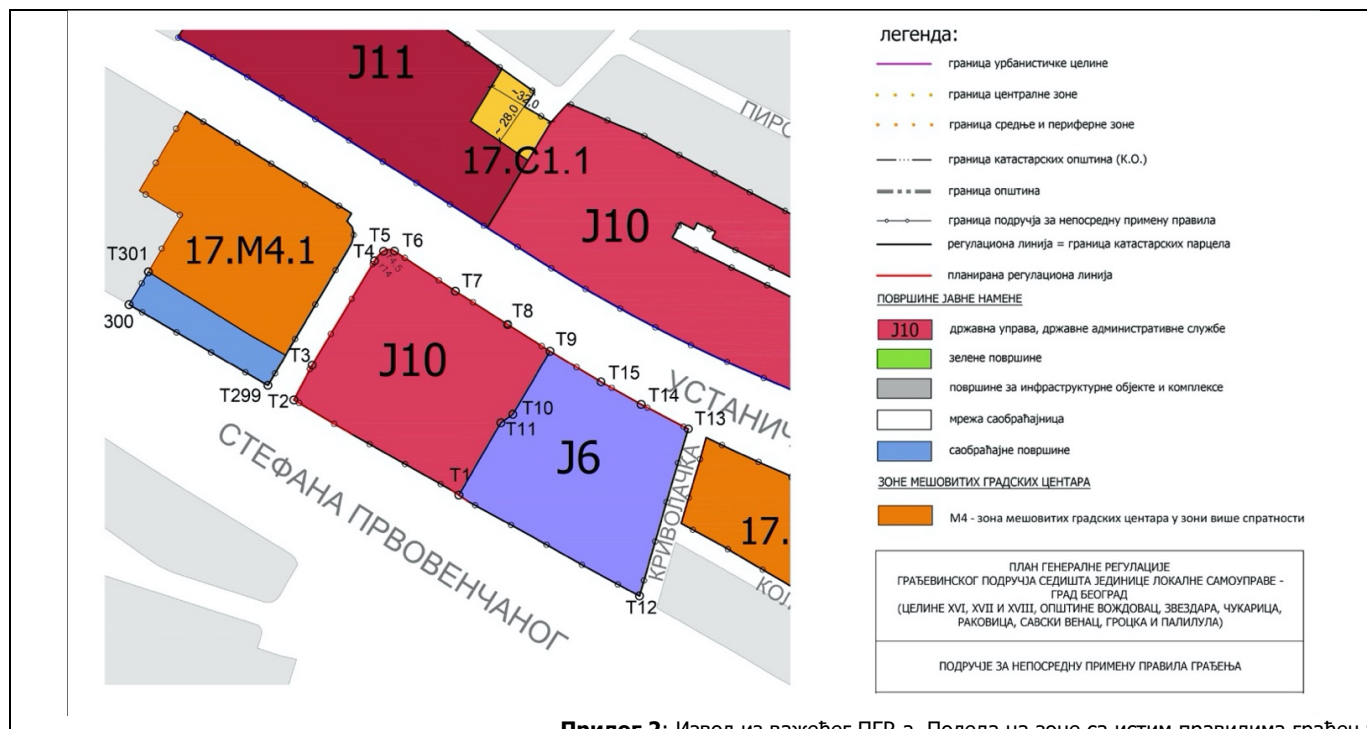 J11
~32.0
~ 28.0
17.C1.1
J10
17.М4.1
T301
300
T299
T5
T6
T4
T7
T8
T9
T3
T2
J10
T15
T14
T13
T10
T11
T1
J6
T12
17.
СТЕФАНА ПРВОВЕНЧАНОГ
КРИВОЛАЧКА
легенда:
граница урбанистичке целине
граница централне зоне
граница средње и периферне зоне
граница катастарских општина (К.О.)
граница општина
граница подручја за непосредну примену правила
регулациона линија = граница катастарских парцела
планирана регулациона линија
ПОВРШИНЕ ЈАВНЕ НАМЕНЕ
J10 државна управа, државне административне службе
зелене површине
површине за инфраструктурне објекте и комплексе
мрежа саобраћајница
саобраћајне површине
ЗОНЕ МЕШОВИТИХ ГРАДСКИХ ЦЕНТАРА
М4 - зона мешовитих градских центара у зони више спратности
ПЛАН ГЕНЕРАЛНЕ РЕГУЛАЦИЈЕ
ГРАЂЕВИНСКОГ ПОДРУЧЈА СЕДИШТА ЈЕДИНИЦЕ ЛОКАЛНЕ САМОУПРАВЕ -
ГРАД БЕОГРАД
(ЦЕЛИНЕ XVI, XVII И XVIII, ОПШТИНЕ ВОЖДОВАЦ, ЗВЕЗДАРА, ЧУКАРИЦА,
РАКОВИЦА, САВСКИ ВЕНАЦ, ГРОЦКА И ПАЛИЛУЛА)
ПОДРУЧЈЕ ЗА НЕПОСРЕДНУ ПРИМЕНУ ПРАВИЛА ГРАЂЕЊА